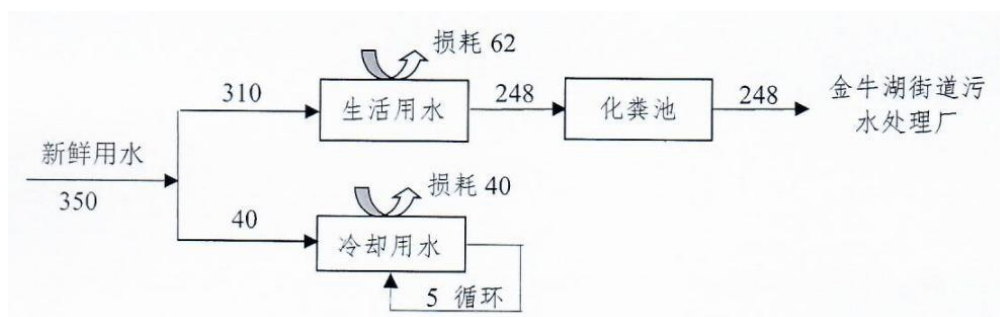 损耗 62
310
生活用水
248
化粪池
248
金牛湖街道污
水处理厂
新鲜用水
350
损耗 40
40
冷却用水
5 循环